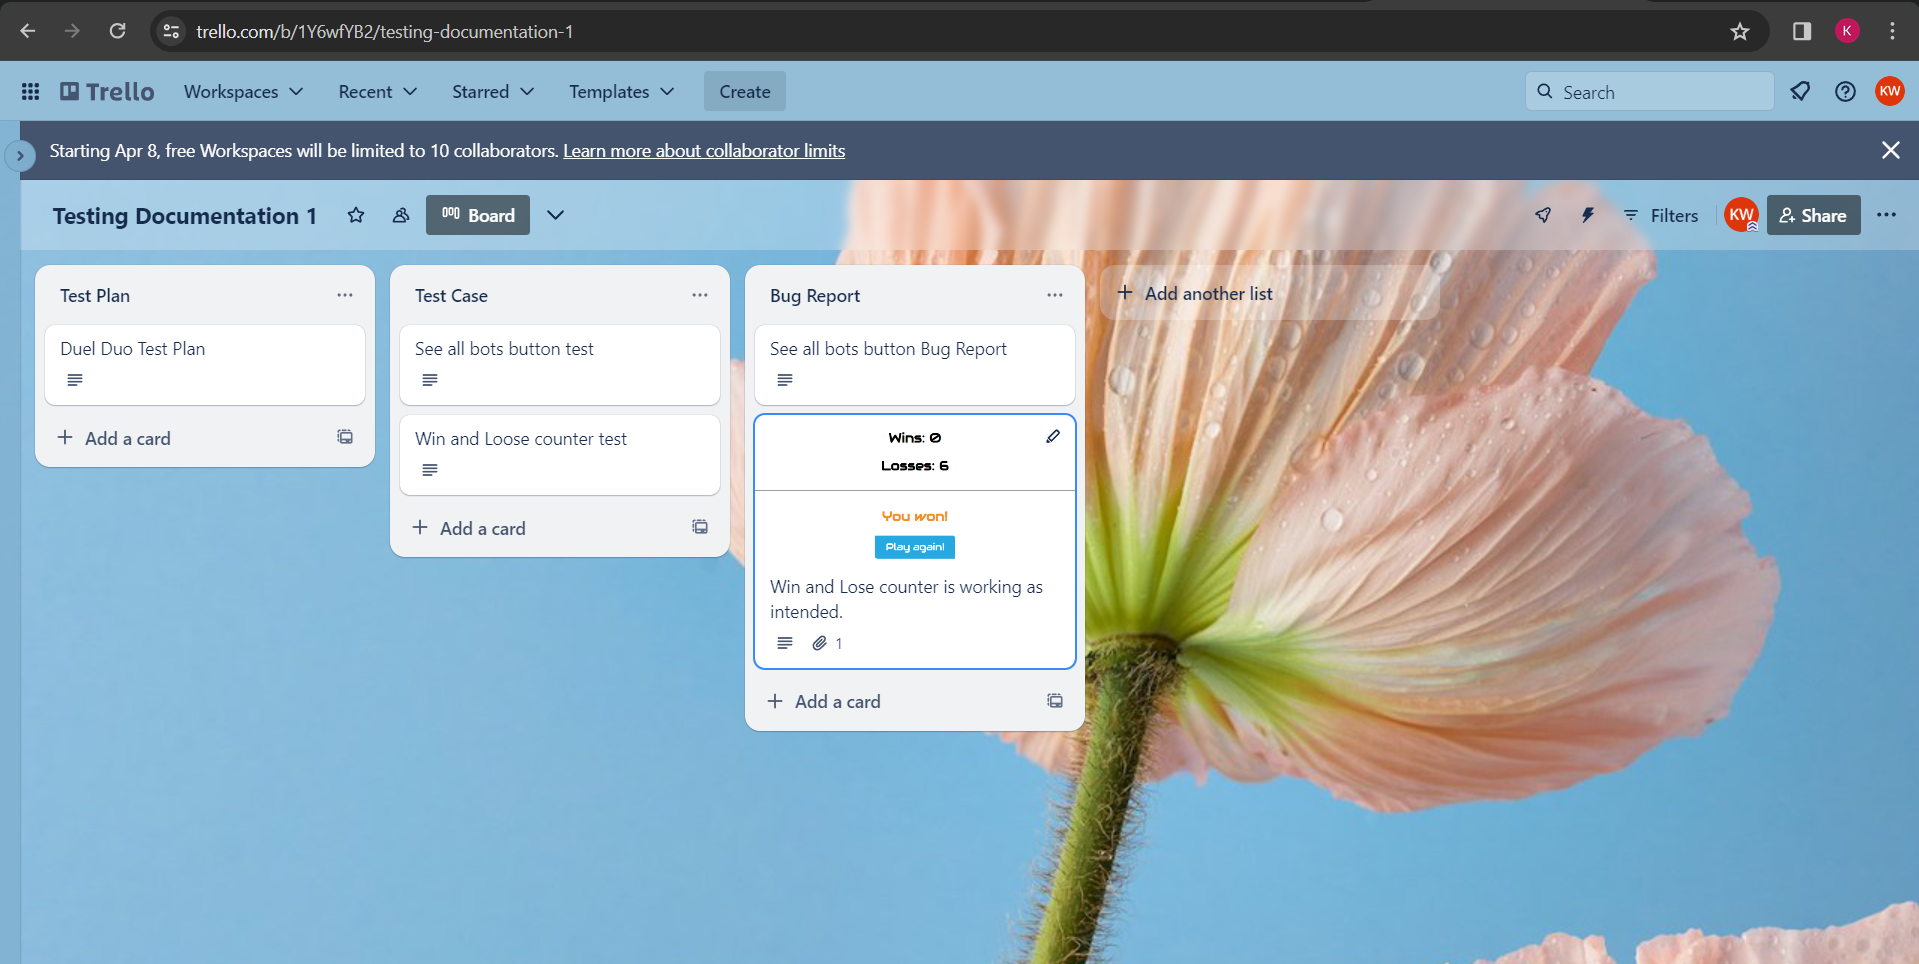 trello.com/b/1Y6wfYB2/testing-documentation-1
K
Trello
Workspaces
Recent
Starred
Templates
Create
Search
KW
Starting Apr 8, free Workspaces will be limited to 10 collaborators. Learn more about collaborator limits
Testing Documentation 1
Board
Filters
KW
Share
Test Plan
Duel Duo Test Plan
Add a card
Test Case
See all bots button test
Win and Loose counter test
Add a card
Bug Report
See all bots button Bug Report
Wins: 0
Losses: 6
You won!
Play again!
Win and Lose counter is working as
intended.
1
Add a card
Add another list